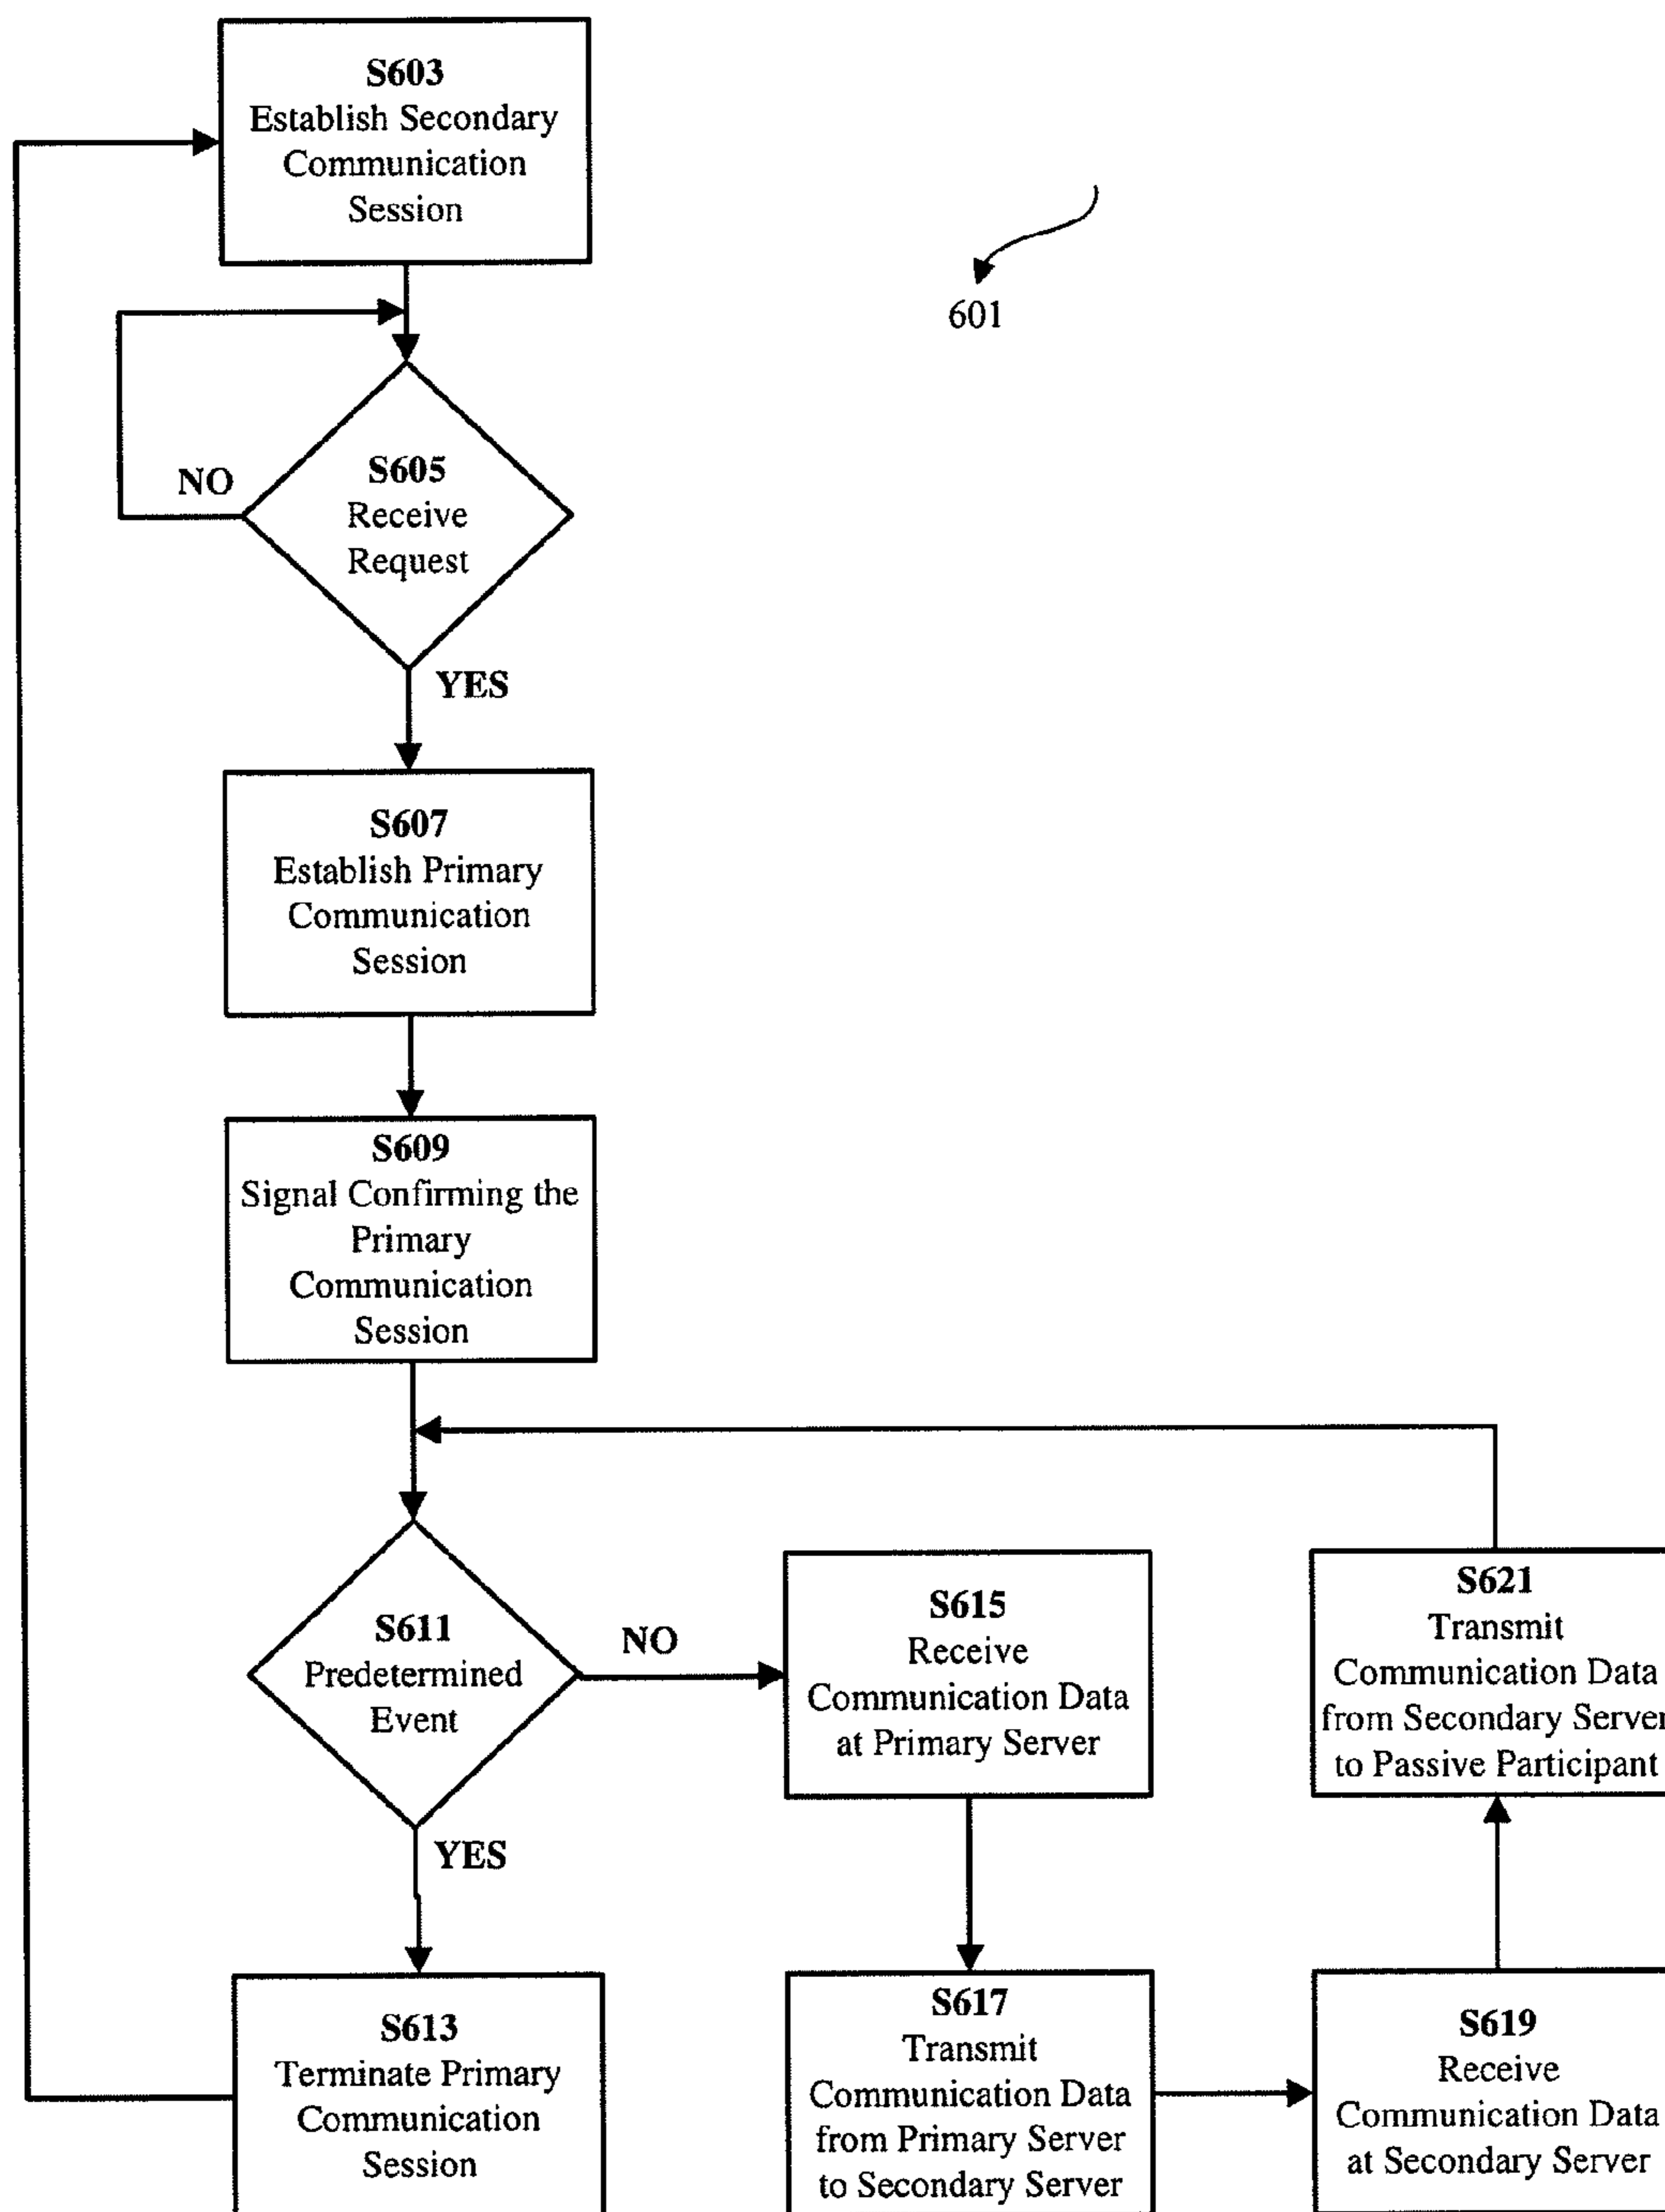 S603
Establish Secondary
Communication
Session
601
NO
S605
Receive
Request
YES
S607
Establish Primary
Communication
Session
S609
Signal Confirming the
Primary
Communication
Session
S611
Predetermined
Event
NO
YES
S615
Receive
Communication Data
at Primary Server
S621
Transmit
Communication Data
from Secondary Server
to Passive Participant
S613
Terminate Primary
Communication
Session
S617
Transmit
Communication Data
from Primary Server
to Secondary Server
S619
Receive
Communication Data
at Secondary Server